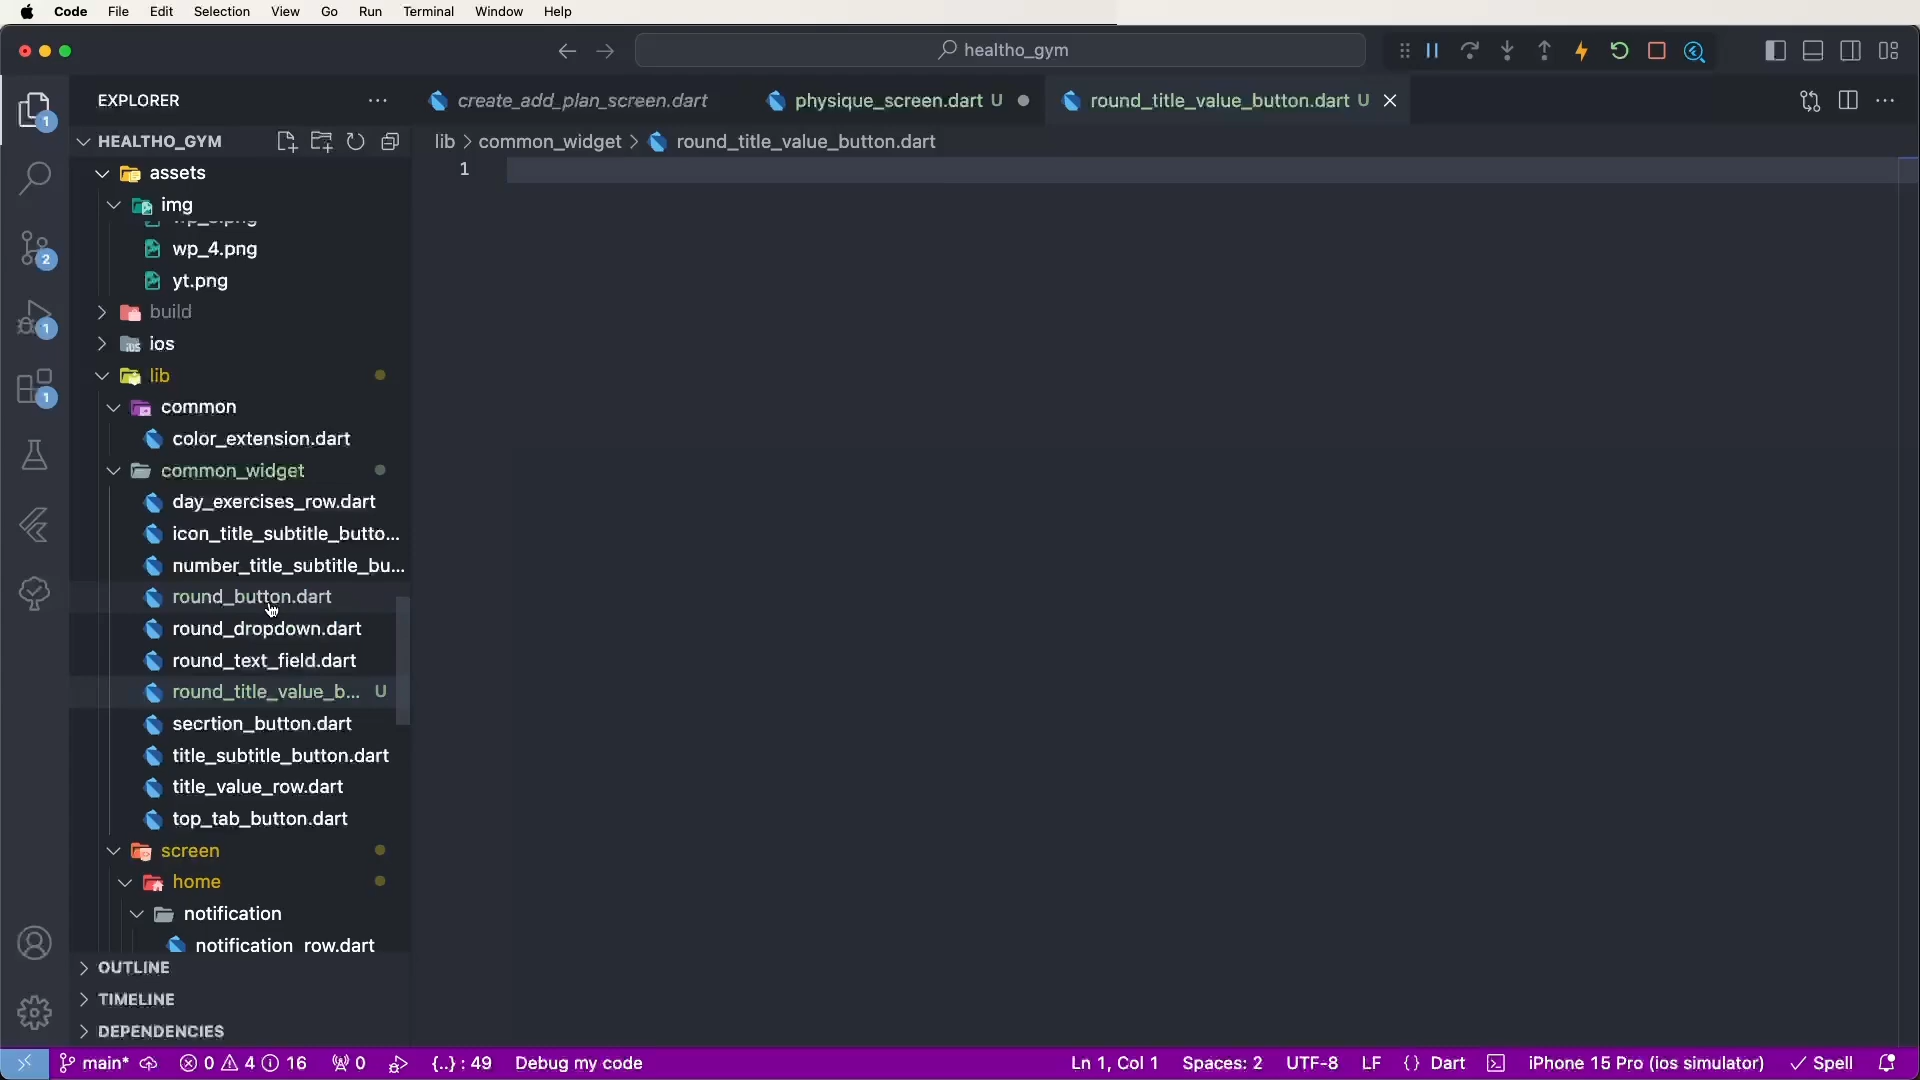 Code File Edit Selection View Go Run Terminal Window Help
healtho_gym
EXPLORER
create_add_plan_screen.dart
physique_screen.dart U
round_title_value_button.dart U
HEALTHO_GYM
lib > common_widget > round_title_value_button.dart
1
assets
img
wp_4.png
yt.png
build
ios
lib
common
color_extension.dart
common_widget
day_exercises_row.dart
icon_title_subtitle_butto...
number_title_subtitle_bu...
round_button.dart
round_dropdown.dart
round_text_field.dart
round_title_value_b... U
secrtion_button.dart
title_subtitle_button.dart
title_value_row.dart
top_tab_button.dart
screen
home
notification
notification_row.dart
OUTLINE
TIMELINE
DEPENDENCIES
1
2
1
1
main* 0 4 16 0 {..} : 49 Debug my code Ln 1, Col 1 Spaces: 2 UTF-8 LF {} Dart iPhone 15 Pro (ios simulator) Spell